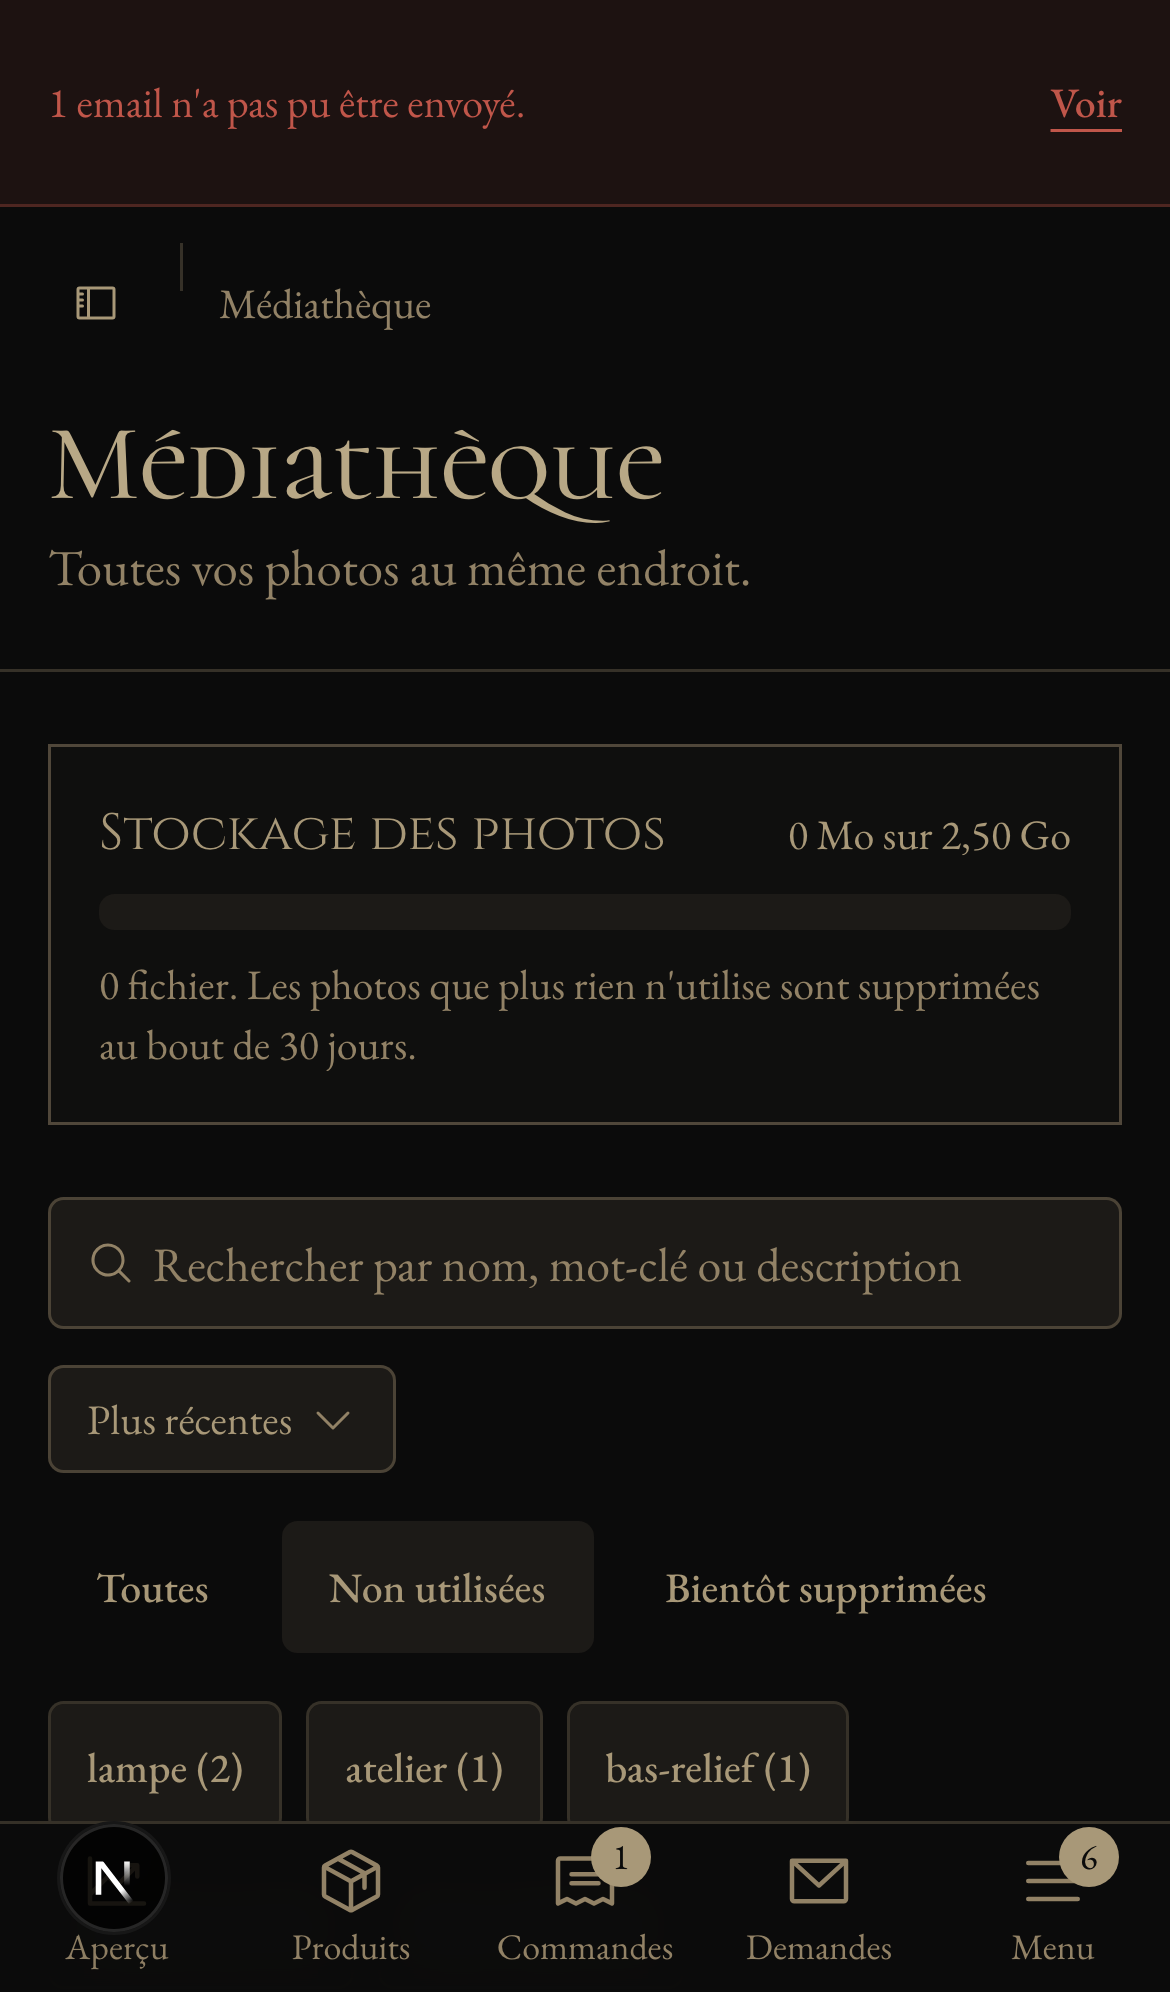 1 email n'a pas pu être envoyé. Voir
Médiathèque
Médiathèque
Toutes vos photos au même endroit.
Stockage des photos 0 Mo sur 2,50 Go
0 fichier. Les photos que plus rien n'utilise sont supprimées
au bout de 30 jours.
Rechercher par nom, mot-clé ou description
Plus récentes
Toutes Non utilisées Bientôt supprimées
lampe (2) atelier (1) bas-relief (1)
N 1 6
Aperçu Produits Commandes Demandes Menu